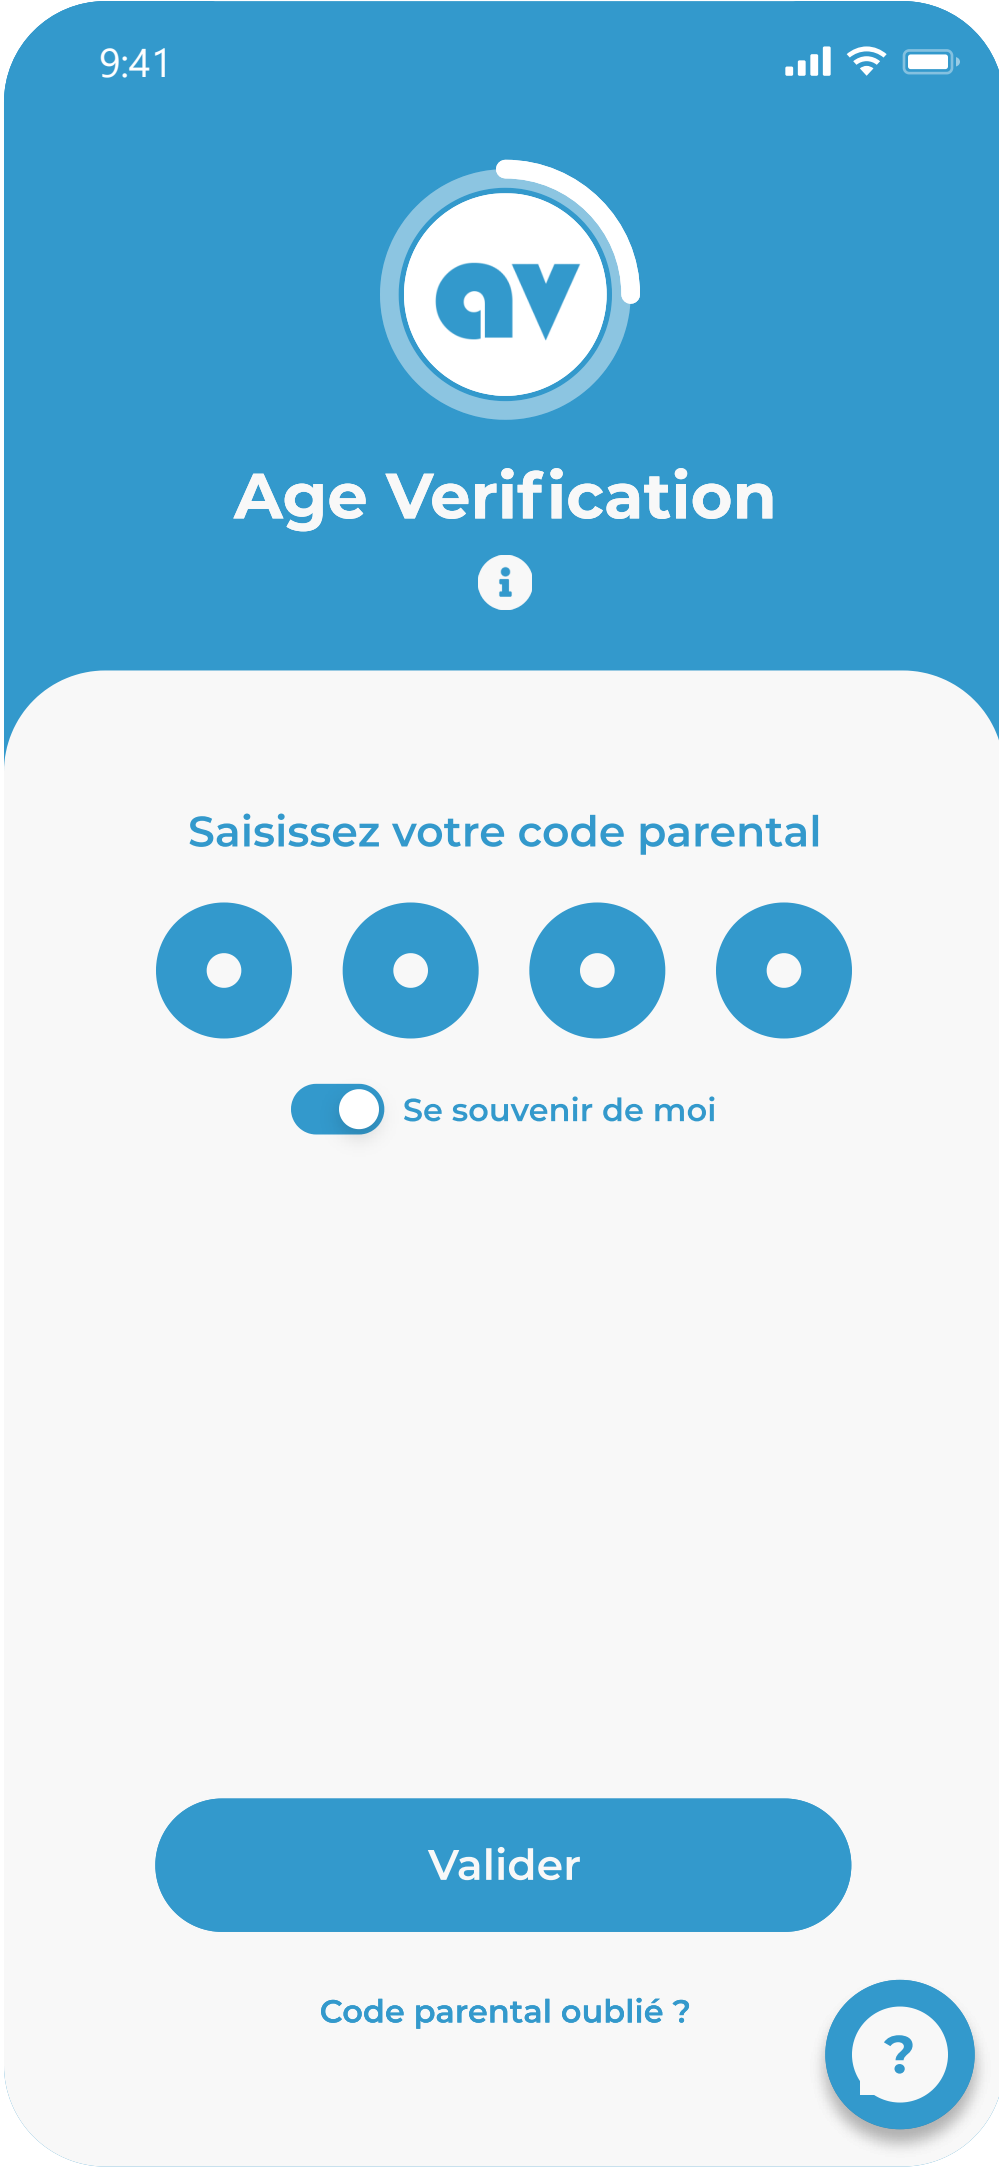 9:41
av
Age Verification
i
Saisissez votre code parental
Se souvenir de moi
Valider
Code parental oublié ?
?